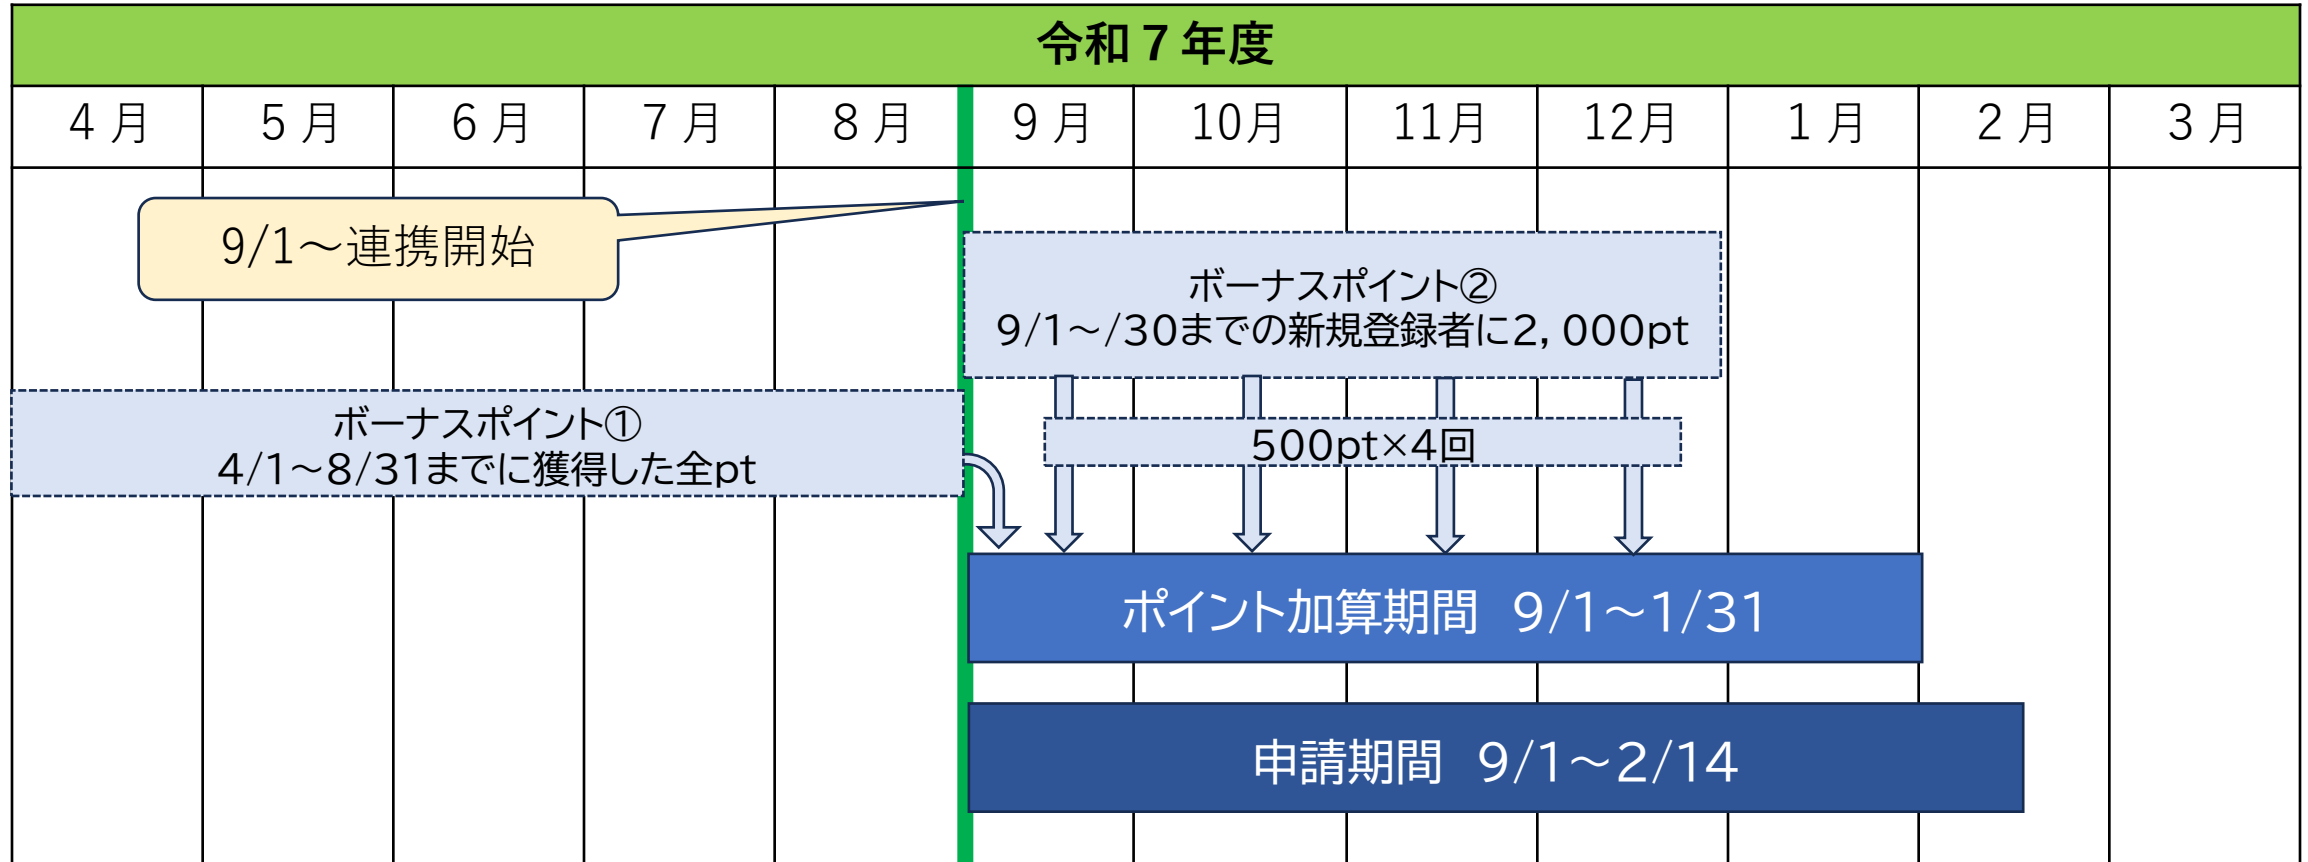 令和７年度
４月 ５月 ６月 ７月 ８月 ９月 10月 11月 12月 １月 ２月 ３月
9/1～連携開始
ボーナスポイント②
9/1～/30までの新規登録者に2，000pt
ボーナスポイント①
4/1～8/31までに獲得した全pt
500pt×4回
ポイント加算期間　9/1～1/31
申請期間　9/1～2/14